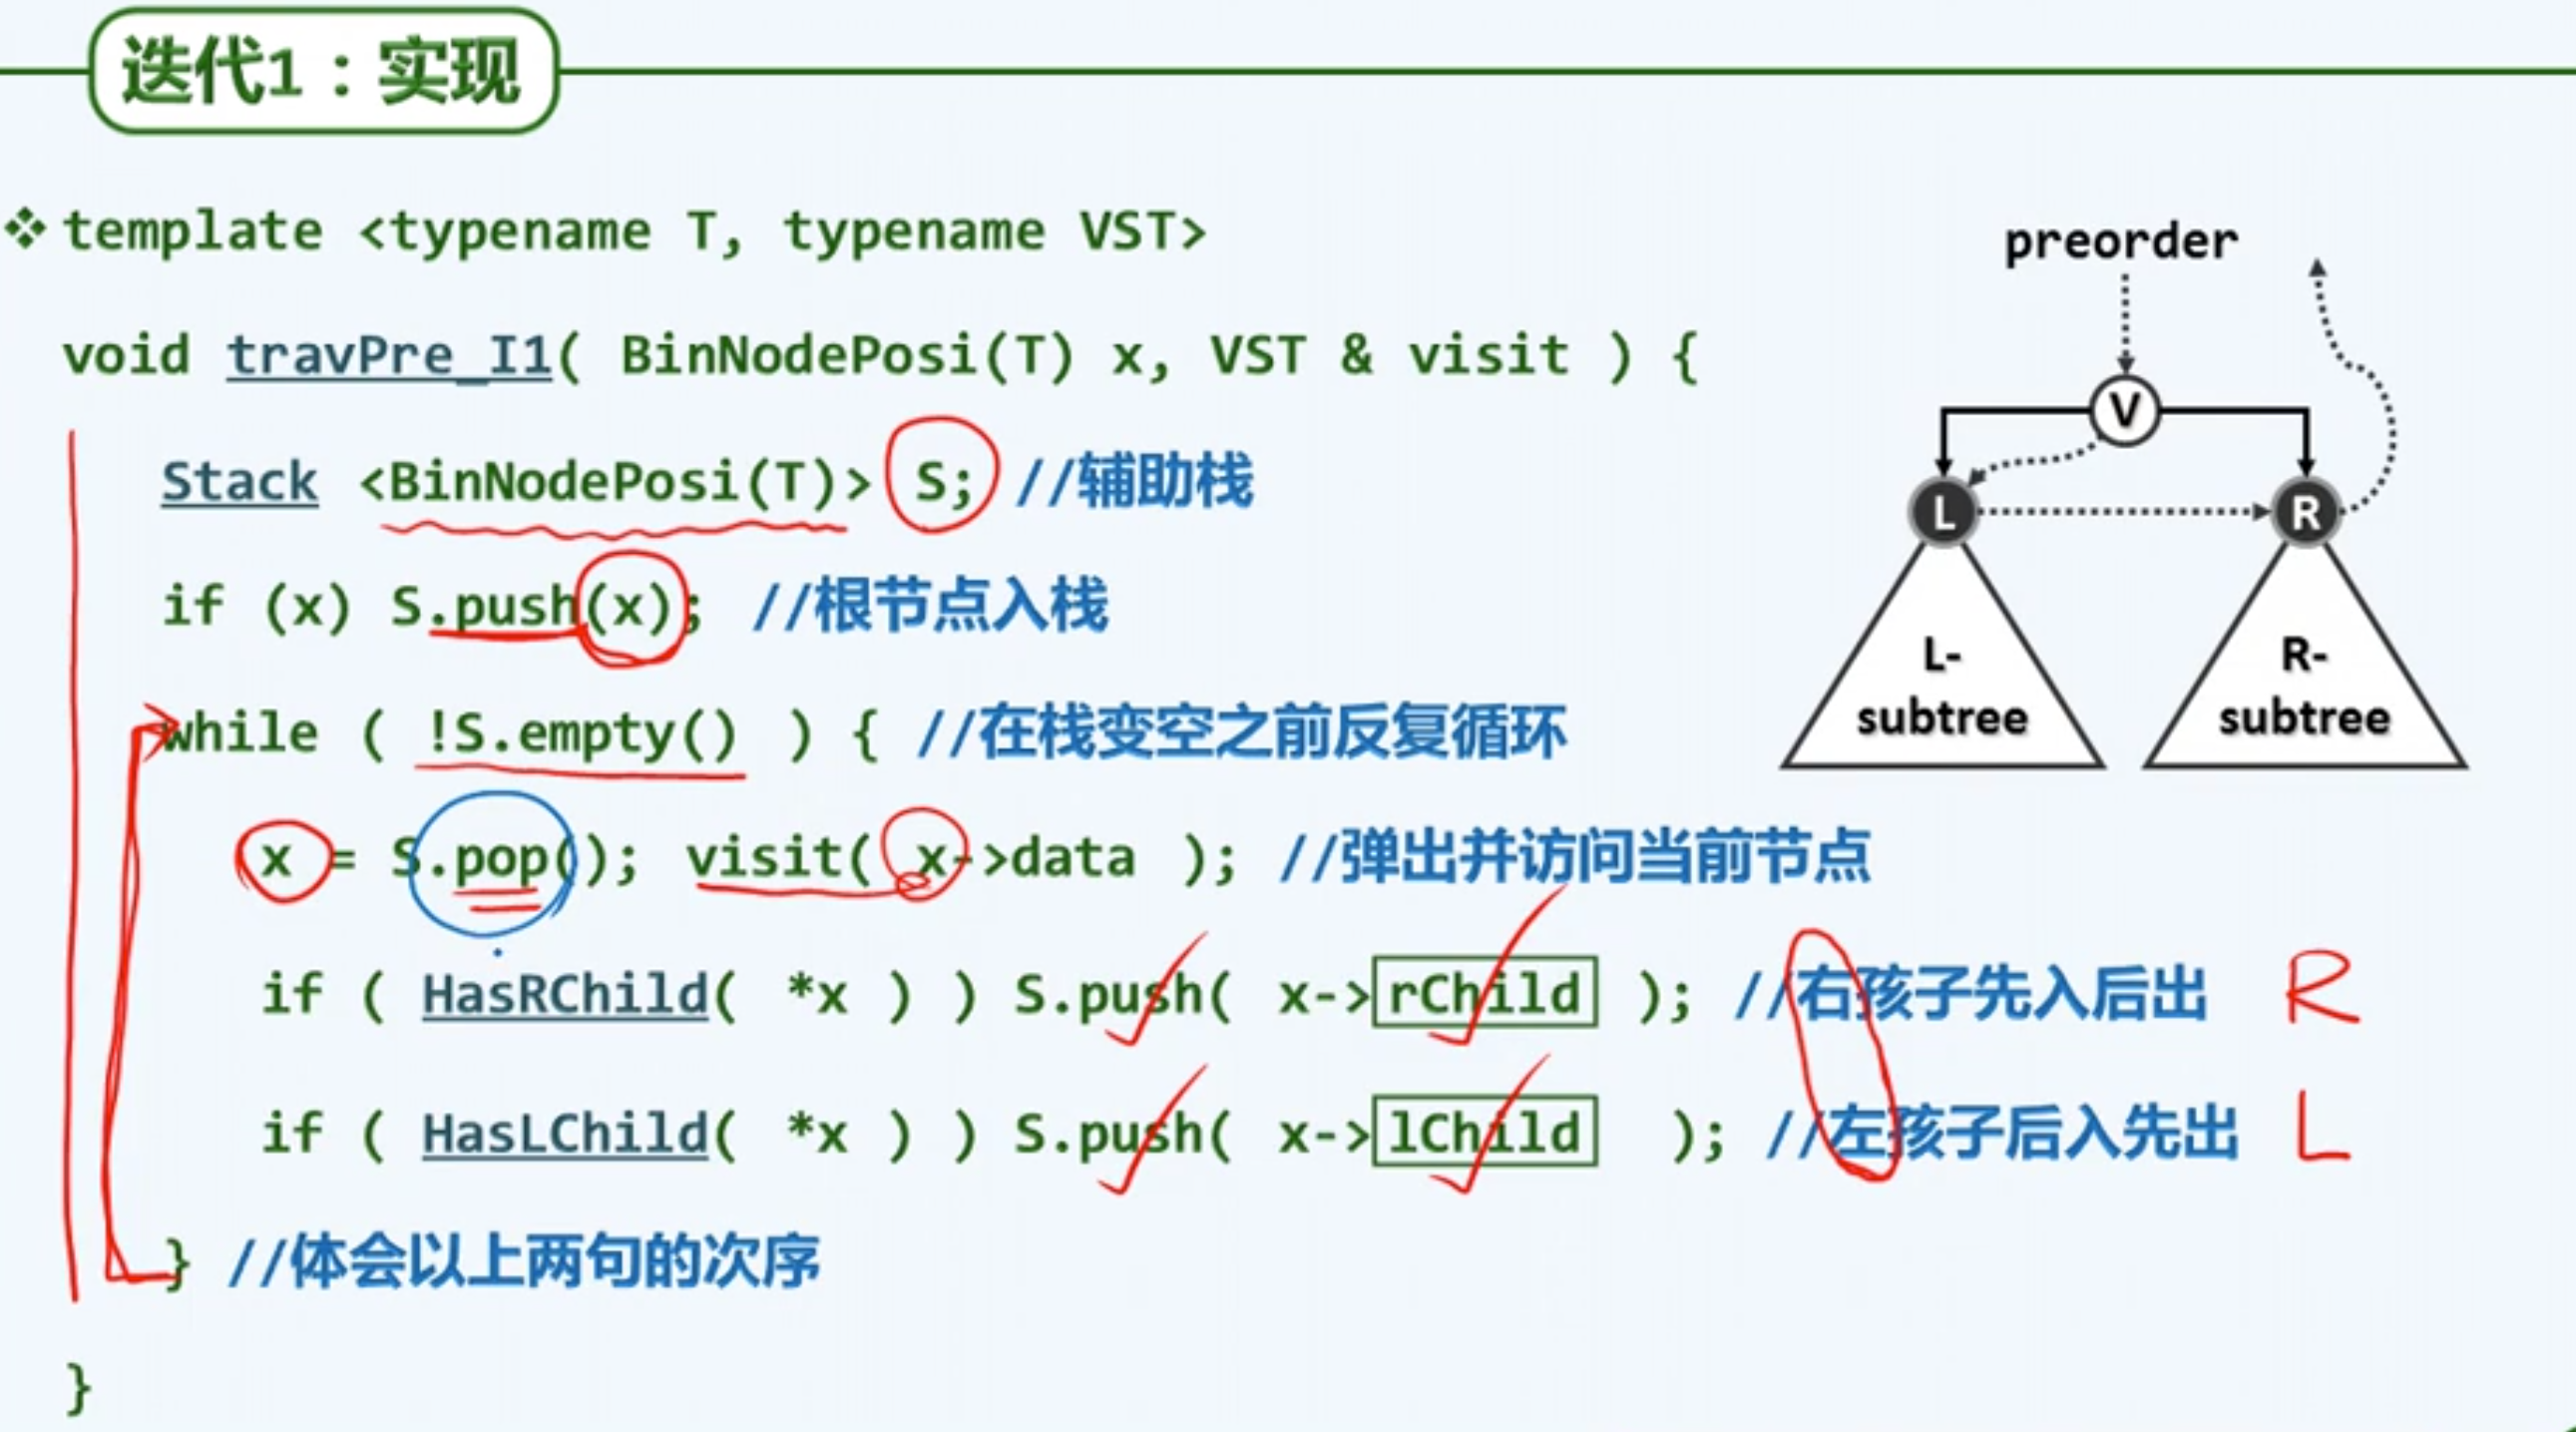 迭代1：实现
❖ template <typename T, typename VST>
void travPre_I1( BinNodePosi(T) x, VST & visit ) {
Stack <BinNodePosi(T)> S; //辅助栈
if (x) S.push(x); //根节点入栈
while ( !S.empty() ) { //在栈变空之前反复循环
x = S.pop(); visit( x->data ); //弹出并访问当前节点
if ( HasRChild( *x ) ) S.push( x->rChild ); //右孩子先入后出 R
if ( HasLChild( *x ) ) S.push( x->lChild ); //左孩子后入先出 L
} //体会以上两句的次序
}
preorder
V
L R
L- R-
subtree subtree